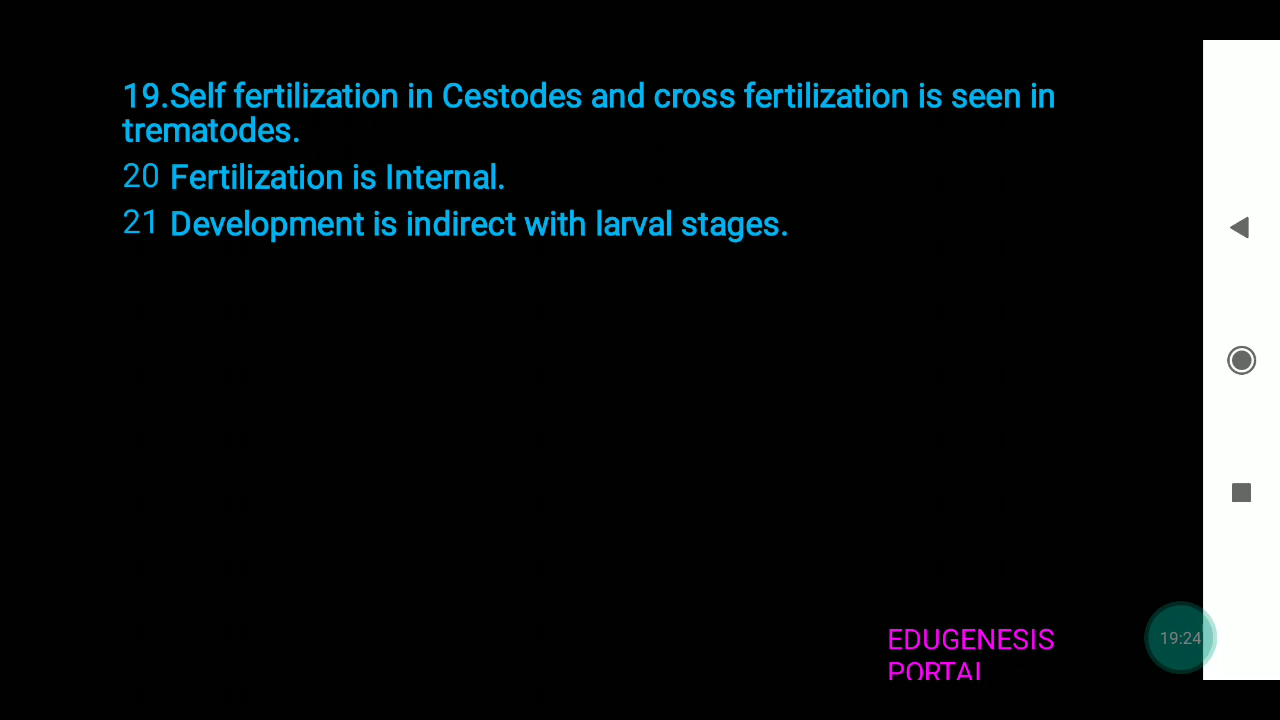 19.Self fertilization in Cestodes and cross fertilization is seen in
trematodes.
20 Fertilization is Internal.
21 Development is indirect with larval stages.
EDUGENESIS
PORTAL
19:24